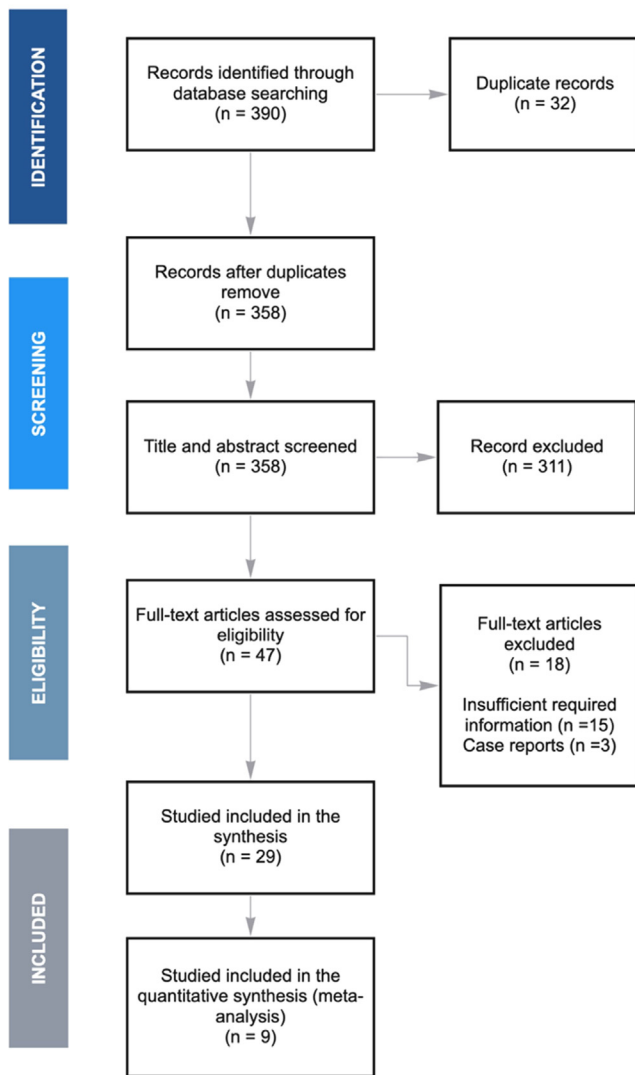 IDENTIFICATION
Records identified through
database searching
(n = 390)
Duplicate records
(n = 32)
SCREENING
Records after duplicates
remove
(n = 358)
Title and abstract screened
(n = 358)
Record excluded
(n = 311)
ELIGIBILITY
Full-text articles assessed for
eligibility
(n = 47)
Full-text articles
excluded
(n = 18)
Insufficient required
information (n =15)
Case reports (n =3)
INCLUDED
Studied included in the
synthesis
(n = 29)
Studied included in the
quantitative synthesis (meta-
analysis)
(n = 9)